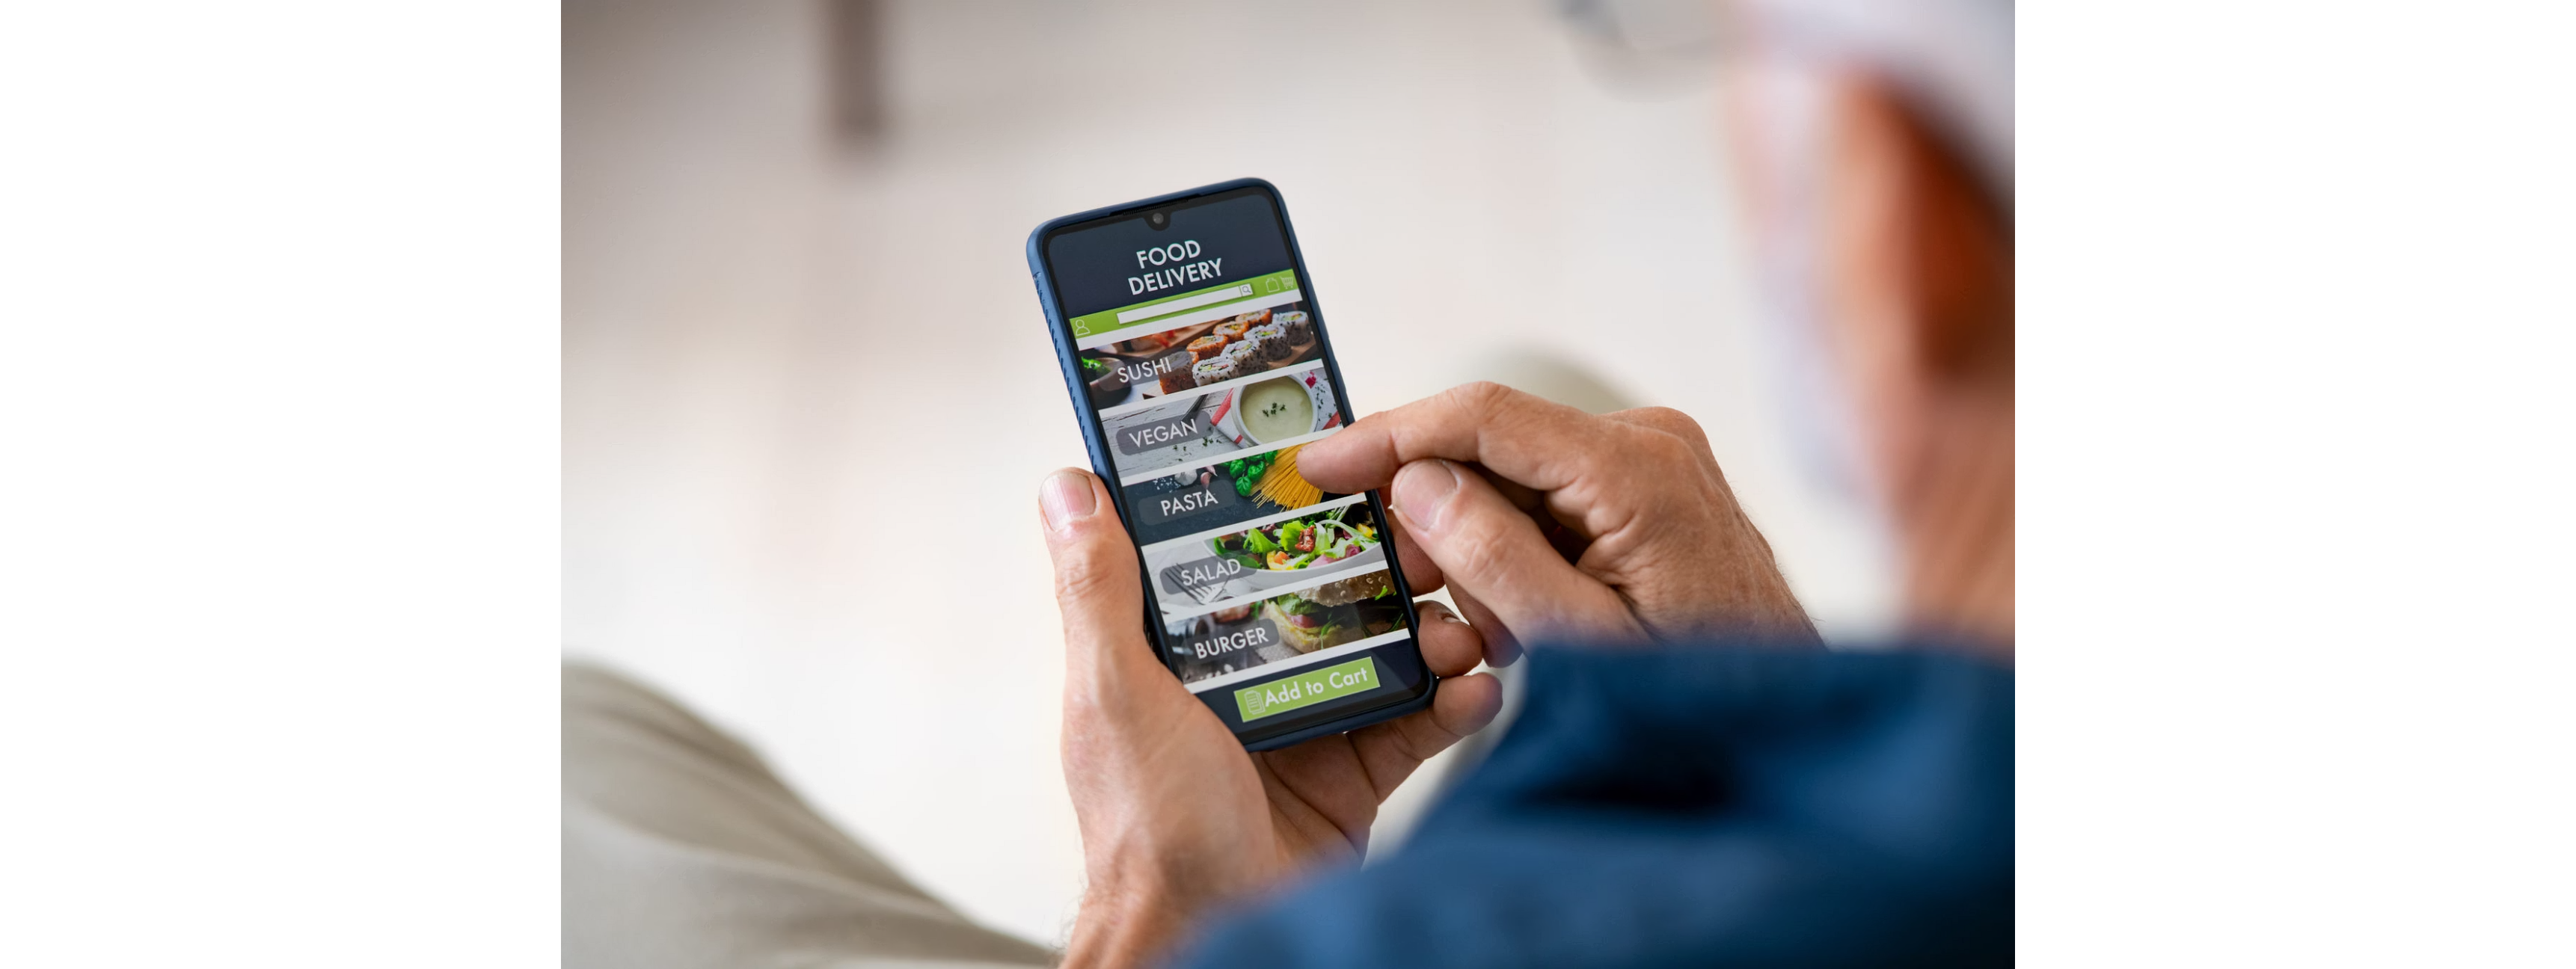 FOOD
DELIVERY
SUSHI
VEGAN
PASTA
SALAD
BURGER
Add to Cart